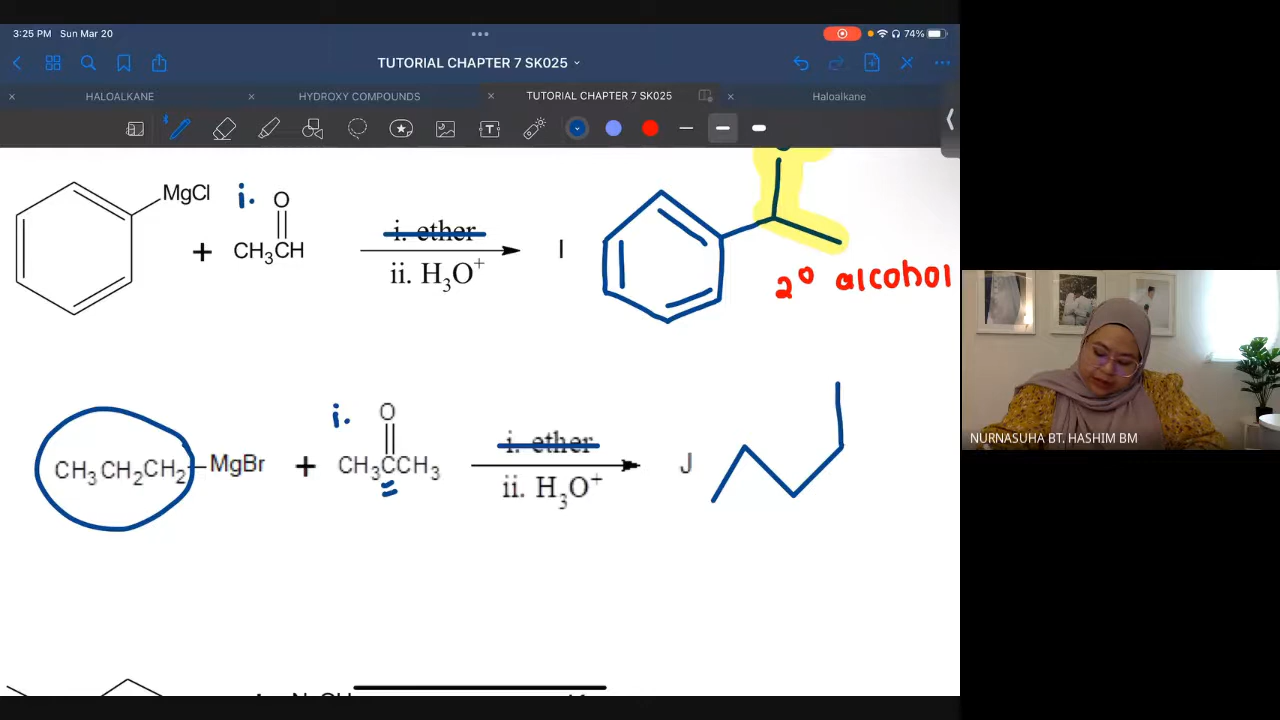 3:25 PM Sun Mar 20
74%
TUTORIAL CHAPTER 7 SK025
HALOALKANE
HYDROXY COMPOUNDS
TUTORIAL CHAPTER 7 SK025
Haloalkane
MgCl
i.
O
+
CH3CH
i. ether
ii. H3O+
I
2° alcohol
i.
O
CH3CH2CH2-MgBr + CH3CCH3
i. ether
ii. H3O+
J
NURNASUHA BT. HASHIM BM